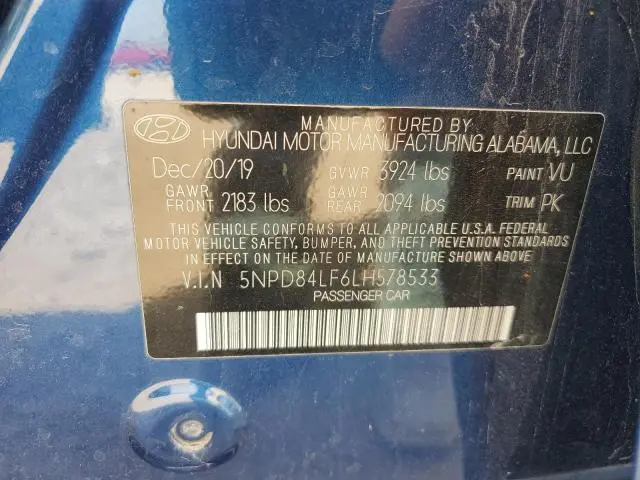 MANUFACTURED BY
HYUNDAI MOTOR MANUFACTURING ALABAMA, LLC
Dec/20/19 GVWR 3924 lbs PAINT VU
GAWR FRONT 2183 lbs GAWR REAR 2094 lbs TRIM PK
THIS VEHICLE CONFORMS TO ALL APPLICABLE U.S.A. FEDERAL
MOTOR VEHICLE SAFETY, BUMPER, AND THEFT PREVENTION STANDARDS
IN EFFECT ON THE DATE OF MANUFACTURE SHOWN ABOVE.
V.I.N 5NPD84LF6LH578533
PASSENGER CAR